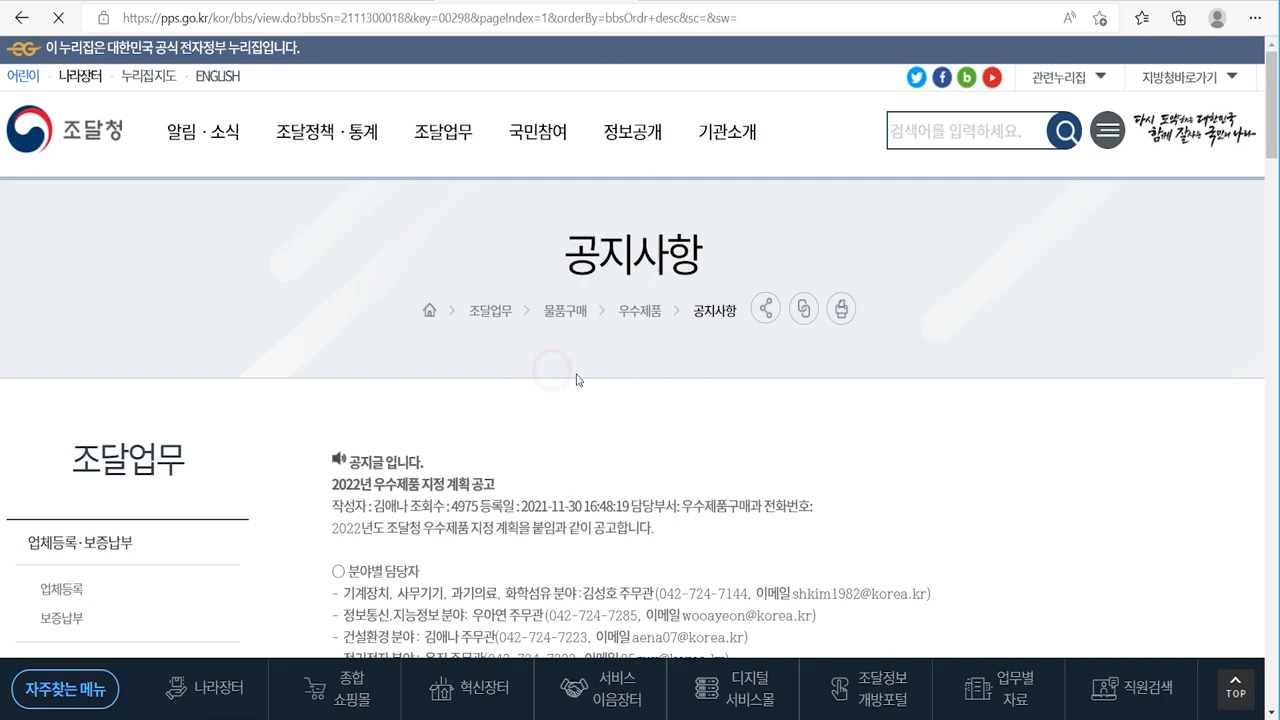 https://pps.go.kr/kor/bbs/view.do?bbsSn=2111300018&key=00298&pageIndex=1&orderBy=bbsOrdr+desc&sc=&sw=
이 누리집은 대한민국 공식 전자정부 누리집입니다.
어린이 · 나라장터 · 누리집지도 · ENGLISH
관련누리집 지방청바로가기
조달청 알림·소식 조달정책·통계 조달업무 국민참여 정보공개 기관소개 검색어를 입력하세요.
다시 도약하는 대한민국
함께 잘사는 국민의 나라
공지사항
조달업무 > 물품구매 > 우수제품 > 공지사항
조달업무
업체등록·보증납부
업체등록
보증납부
공지글 입니다.
2022년 우수제품 지정 계획 공고
작성자 : 김애나 조회수 : 4975 등록일 : 2021-11-30 16:48:19 담당부서: 우수제품구매과 전화번호:
2022년도 조달청 우수제품 지정 계획을 붙임과 같이 공고합니다.
○ 분야별 담당자
- 기계장치, 사무기기, 과기의료, 화학섬유 분야 : 김성호 주무관(042-724-7144, 이메일 shkim1982@korea.kr)
- 정보통신.지능정보 분야: 우아연 주무관(042-724-7285, 이메일 wooayeon@korea.kr)
- 건설환경 분야 : 김애나 주무관(042-724-7223, 이메일 aena07@korea.kr)
자주찾는 메뉴 나라장터 종합 쇼핑몰 혁신장터 서비스 이음장터 디지털 서비스몰 조달정보 개방포털 업무별 자료 직원검색 TOP